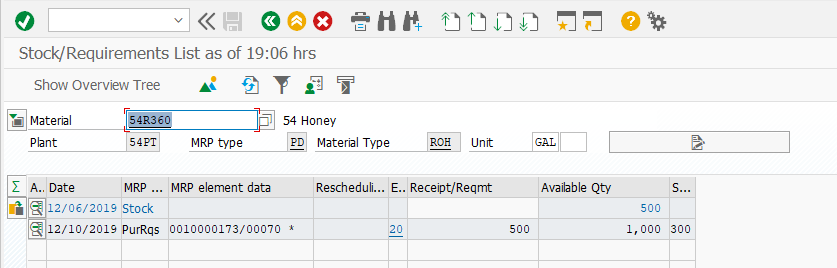 Stock/Requirements List as of 19:06 hrs
Show Overview Tree
Material 54R360 54 Honey
Plant 54PT MRP type PD Material Type ROH Unit GAL
Σ A.. Date MRP ... MRP element data Rescheduli... E.. Receipt/Reqmt Available Qty S...
12/06/2019 Stock 500
12/10/2019 PurRqs 0010000173/00070 * 20 500 1,000 300